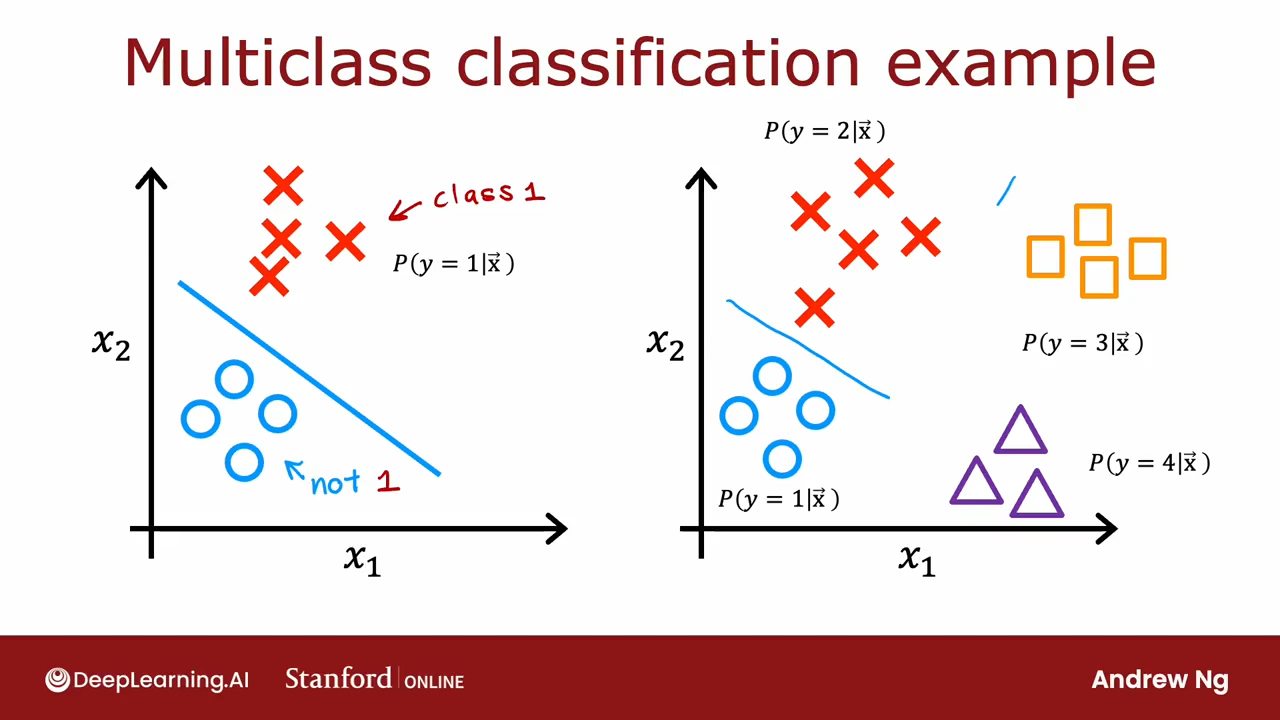 Multiclass classification example
class 1
P(y = 1|x⃗ )
x₂
not 1
x₁
P(y = 2|x⃗ )
P(y = 3|x⃗ )
x₂
P(y = 4|x⃗ )
P(y = 1|x⃗ )
x₁
DeepLearning.AI Stanford | ONLINE Andrew Ng